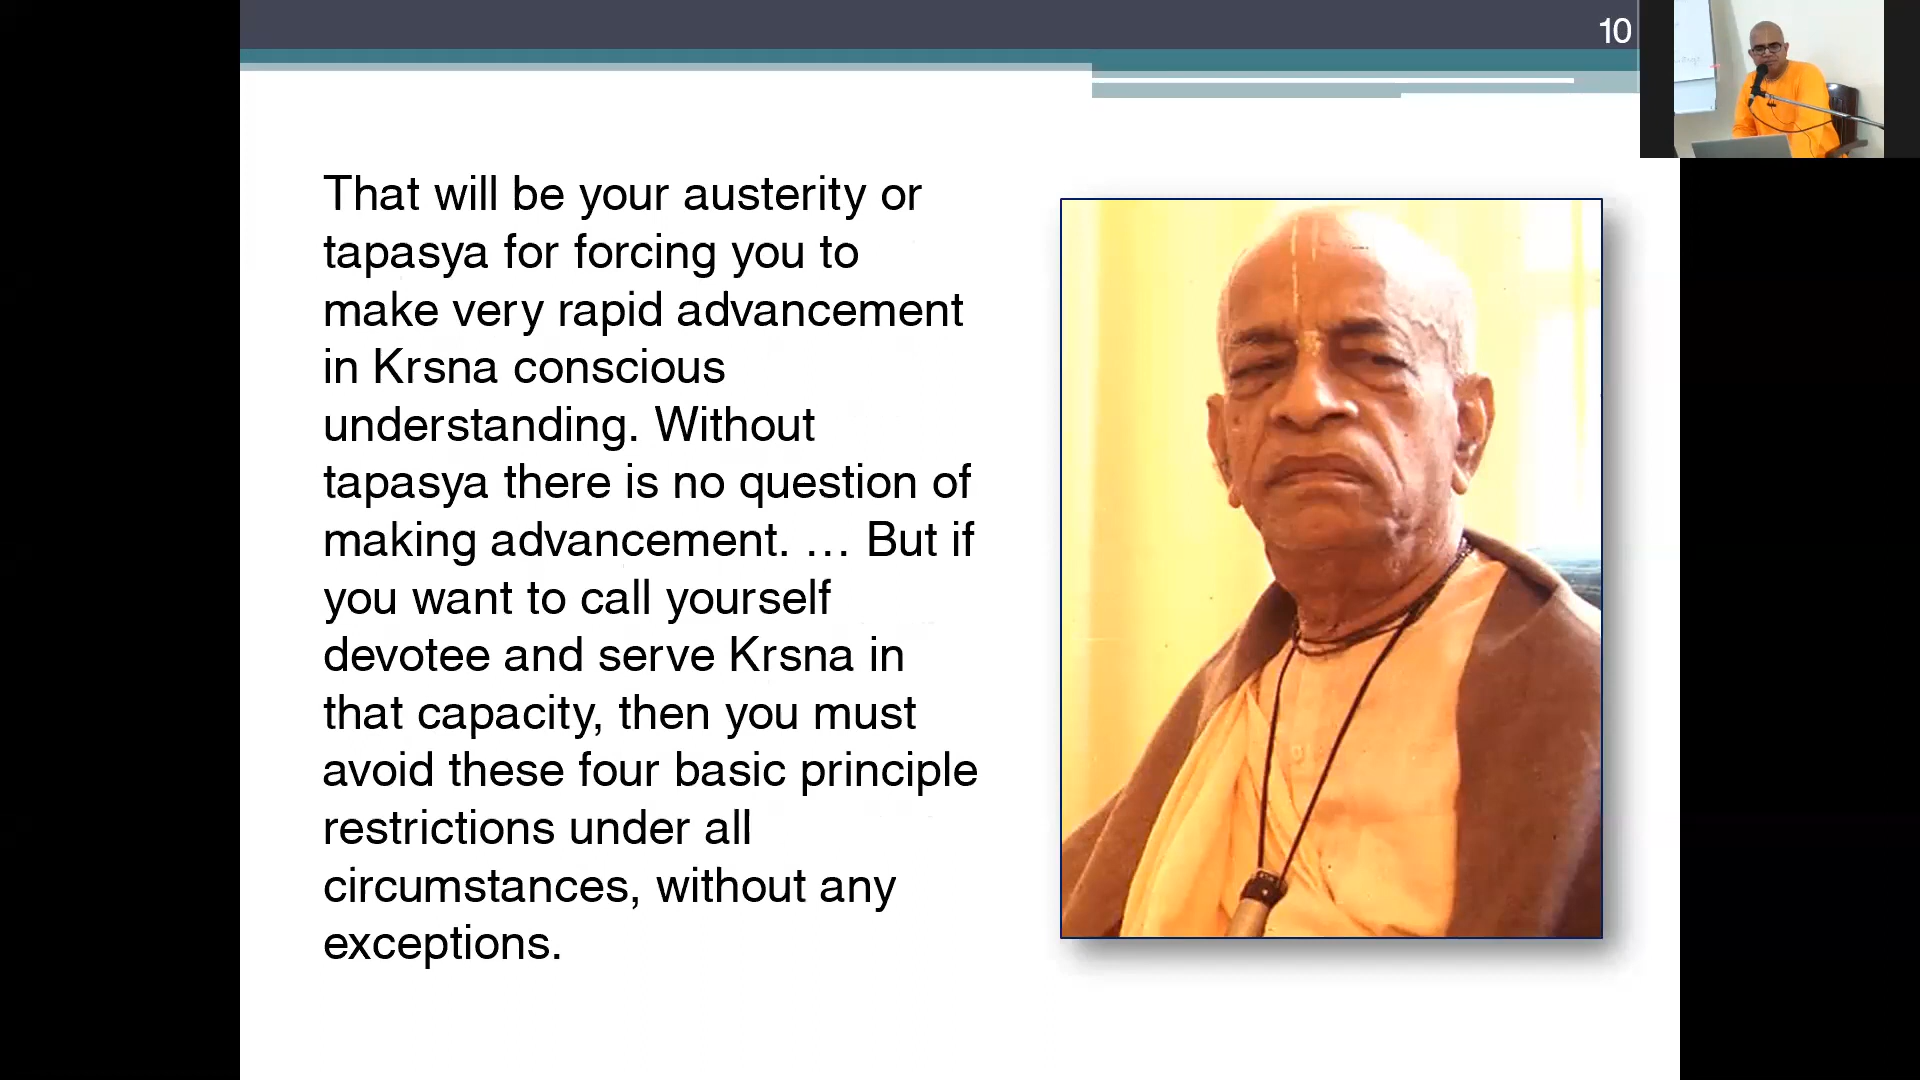 10
That will be your austerity or
tapasya for forcing you to
make very rapid advancement
in Krsna conscious
understanding. Without
tapasya there is no question of
making advancement. … But if
you want to call yourself
devotee and serve Krsna in
that capacity, then you must
avoid these four basic principle
restrictions under all
circumstances, without any
exceptions.